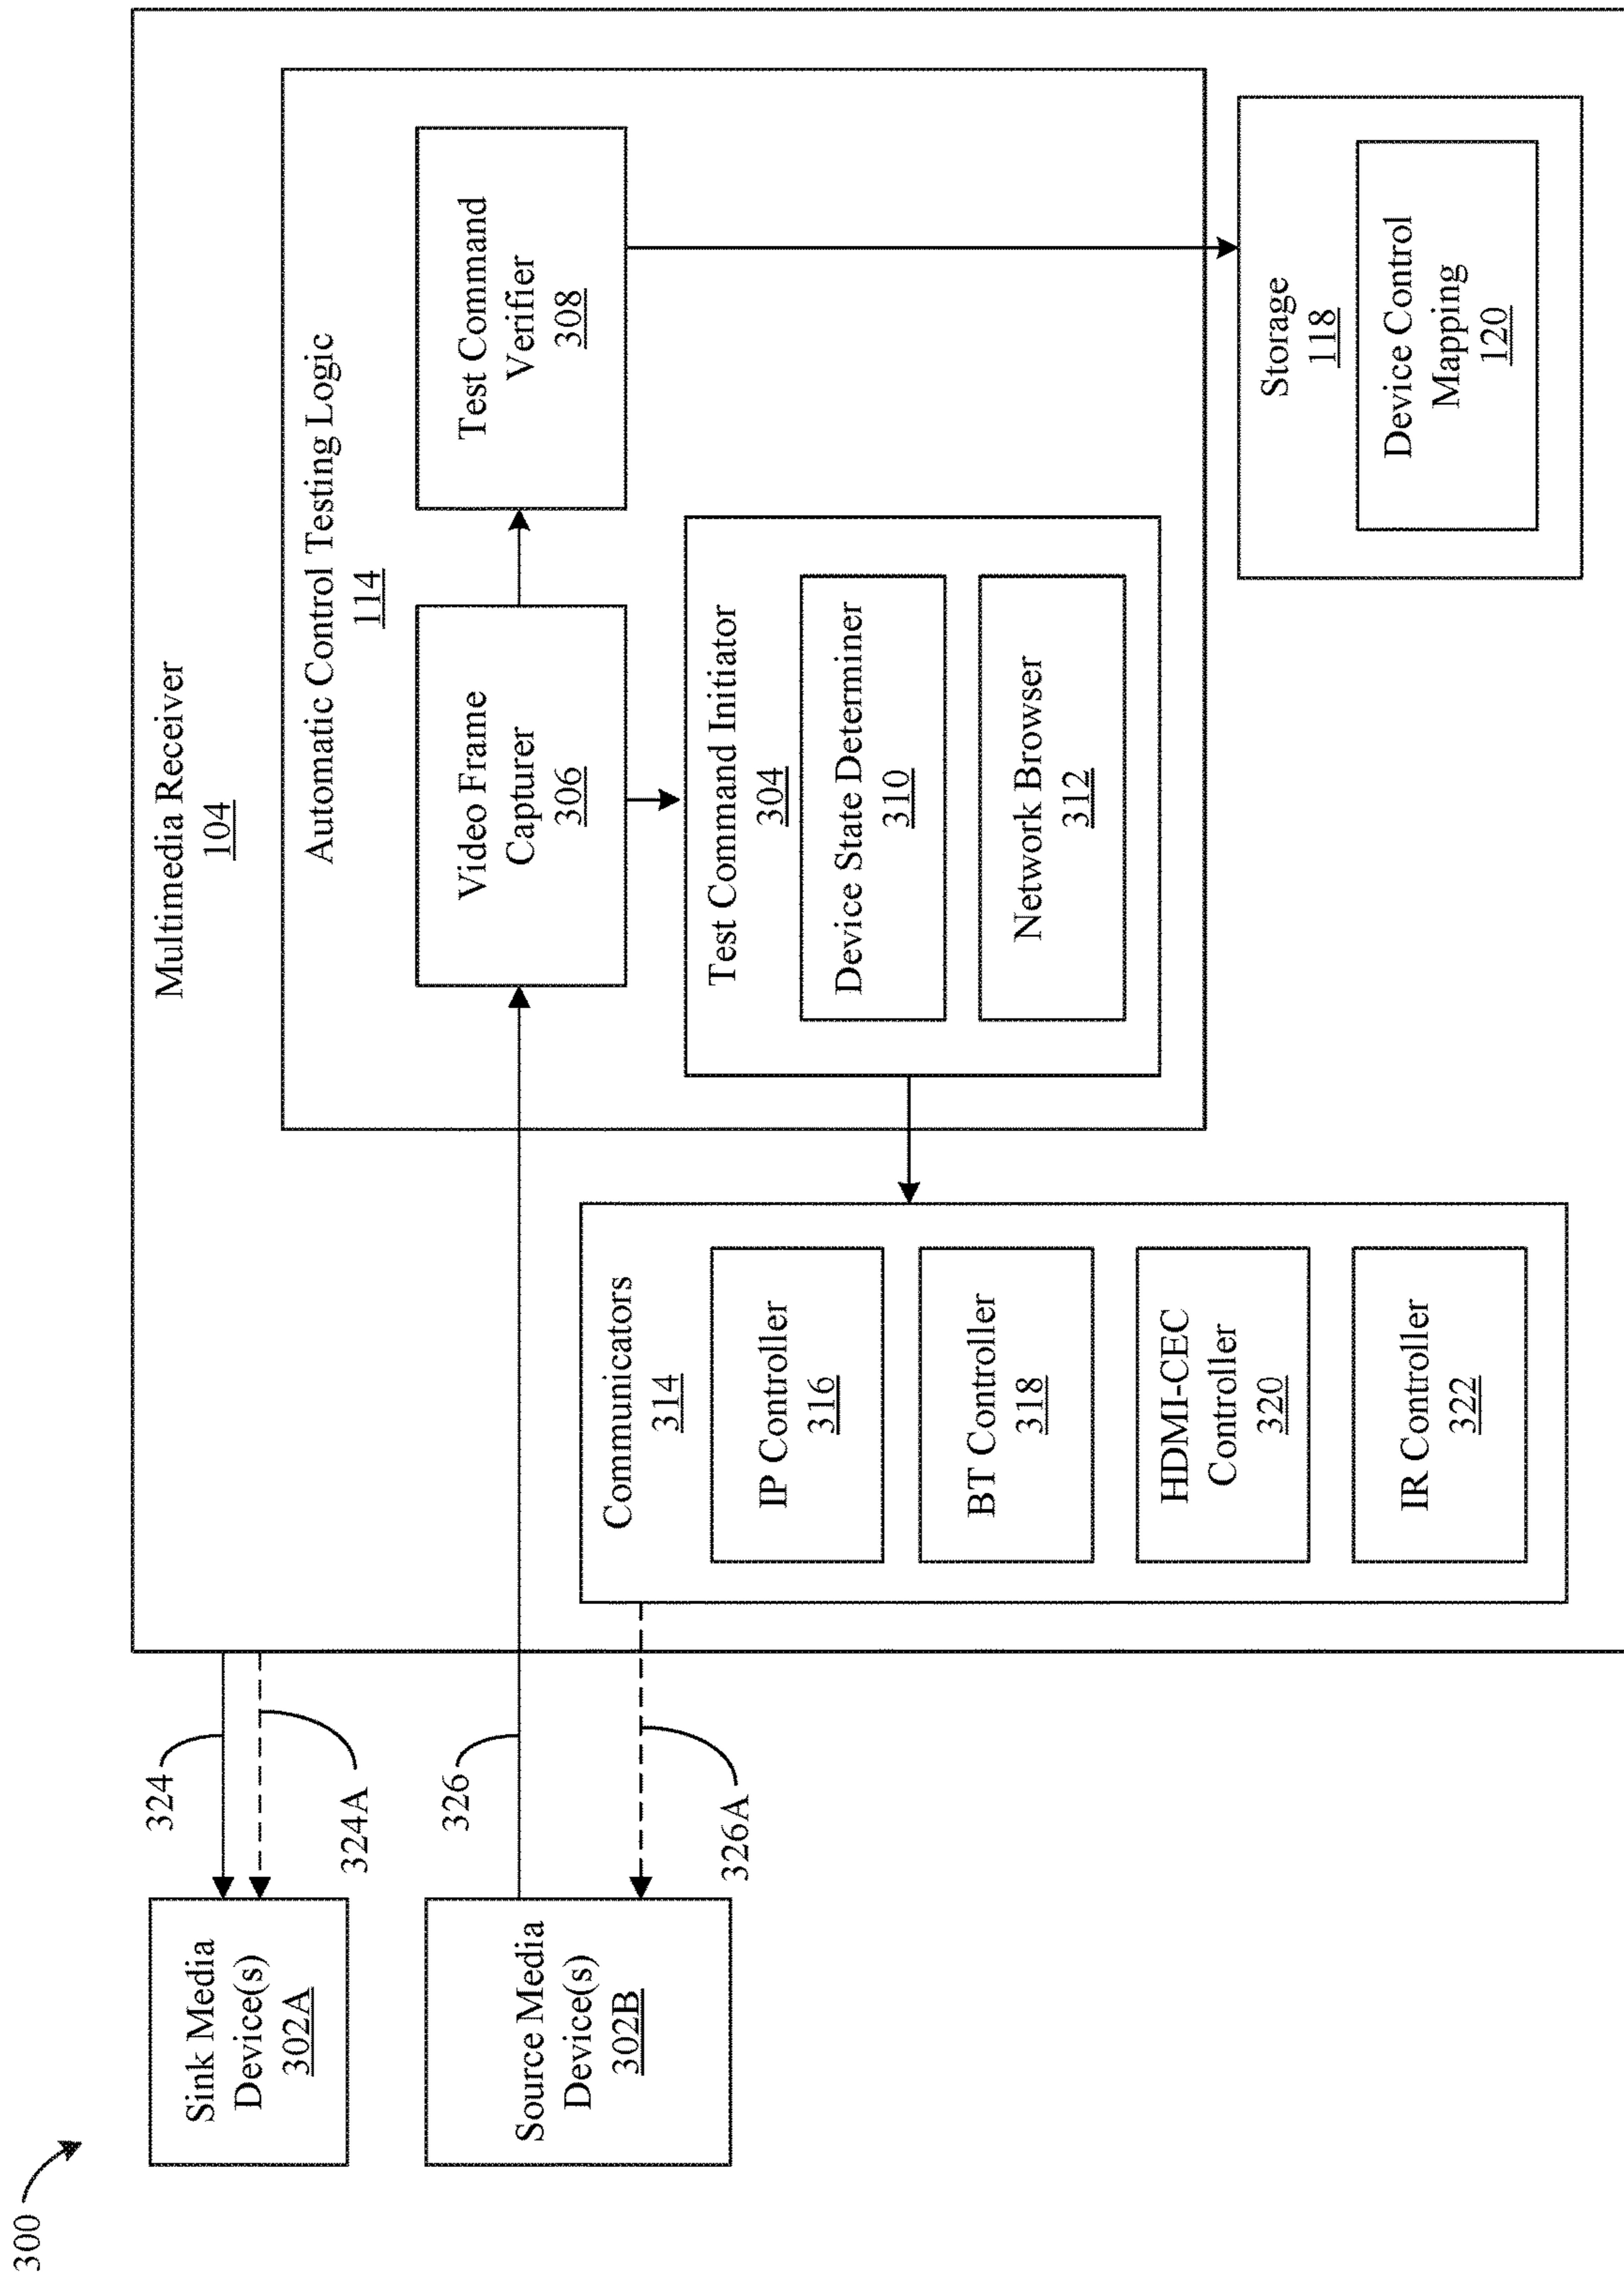 300
Sink Media
Device(s)
302A
Source Media
Device(s)
302B
324
324A
326
326A
Multimedia Receiver
104
Communicators
314
IP Controller
316
BT Controller
318
HDMI-CEC
Controller
320
IR Controller
322
Automatic Control Testing Logic
114
Video Frame
Capturer
306
Test Command
Verifier
308
Test Command Initiator
304
Device State Determiner
310
Network Browser
312
Storage
118
Device Control
Mapping
120